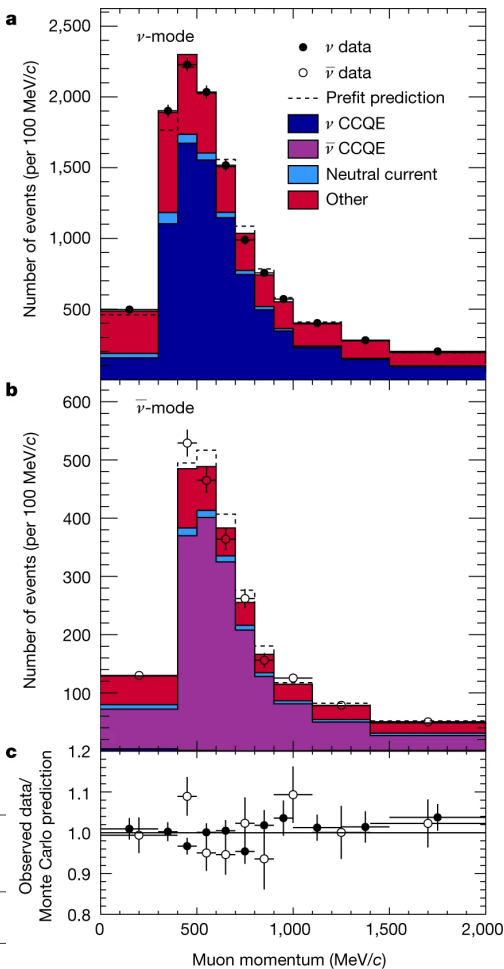 a
ν-mode
ν data
ν̅ data
Prefit prediction
ν CCQE
ν̅ CCQE
Neutral current
Other
Number of events (per 100 MeV/c)
2,500
2,000
1,500
1,000
500
b
ν̅-mode
Number of events (per 100 MeV/c)
600
500
400
300
200
100
c
Observed data/
Monte Carlo prediction
1.2
1.0
0.9
0.8
0
500
1,000
1,500
2,000
Muon momentum (MeV/c)